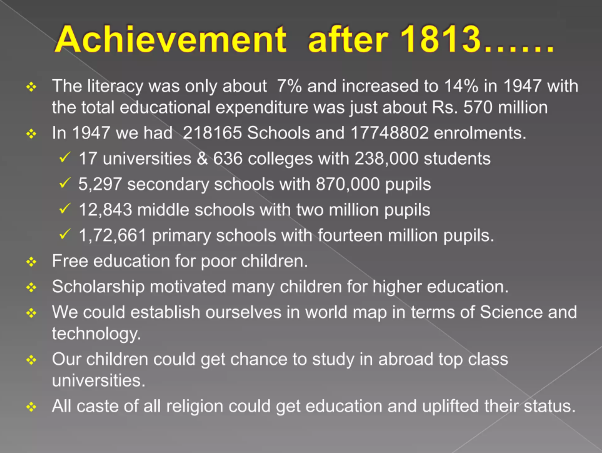 Achievement after 1813……
The literacy was only about 7% and increased to 14% in 1947 with
the total educational expenditure was just about Rs. 570 million
In 1947 we had 218165 Schools and 17748802 enrolments.
17 universities & 636 colleges with 238,000 students
5,297 secondary schools with 870,000 pupils
12,843 middle schools with two million pupils
1,72,661 primary schools with fourteen million pupils.
Free education for poor children.
Scholarship motivated many children for higher education.
We could establish ourselves in world map in terms of Science and
technology.
Our children could get chance to study in abroad top class
universities.
All caste of all religion could get education and uplifted their status.